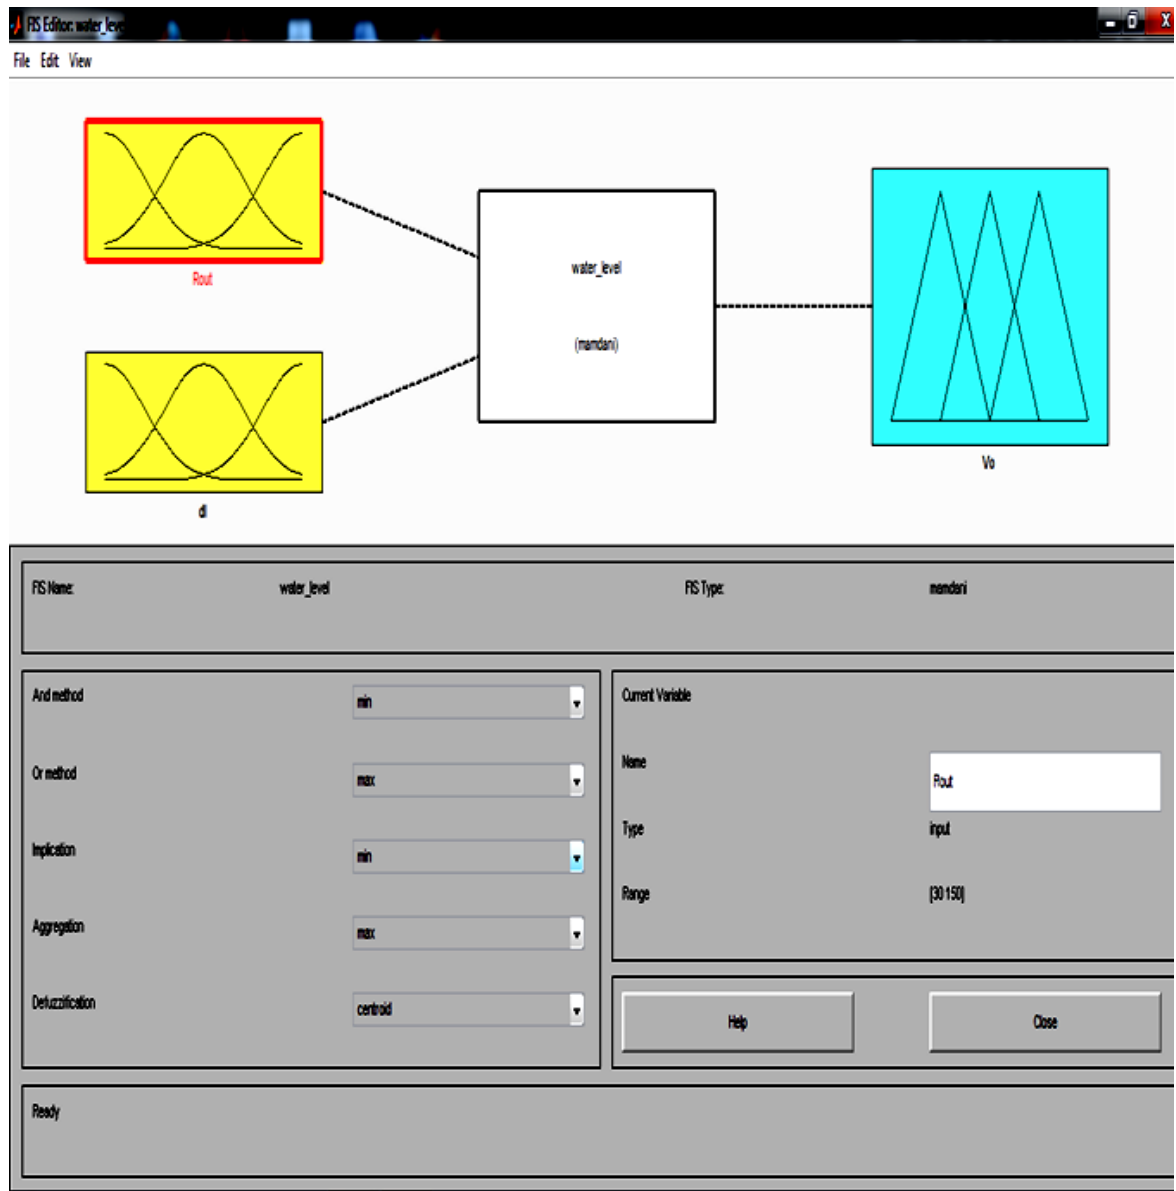 FIS Editor: water_leve
File Edit View
Rout
water_level
(mamdani)
dl
Vo
FIS Name: water_level FIS Type: mamdani
And method min
Or method max
Implication min
Aggregation max
Defuzzification centroid
Current Variable
Name Rout
Type input
Range [30 150]
Help Close
Ready